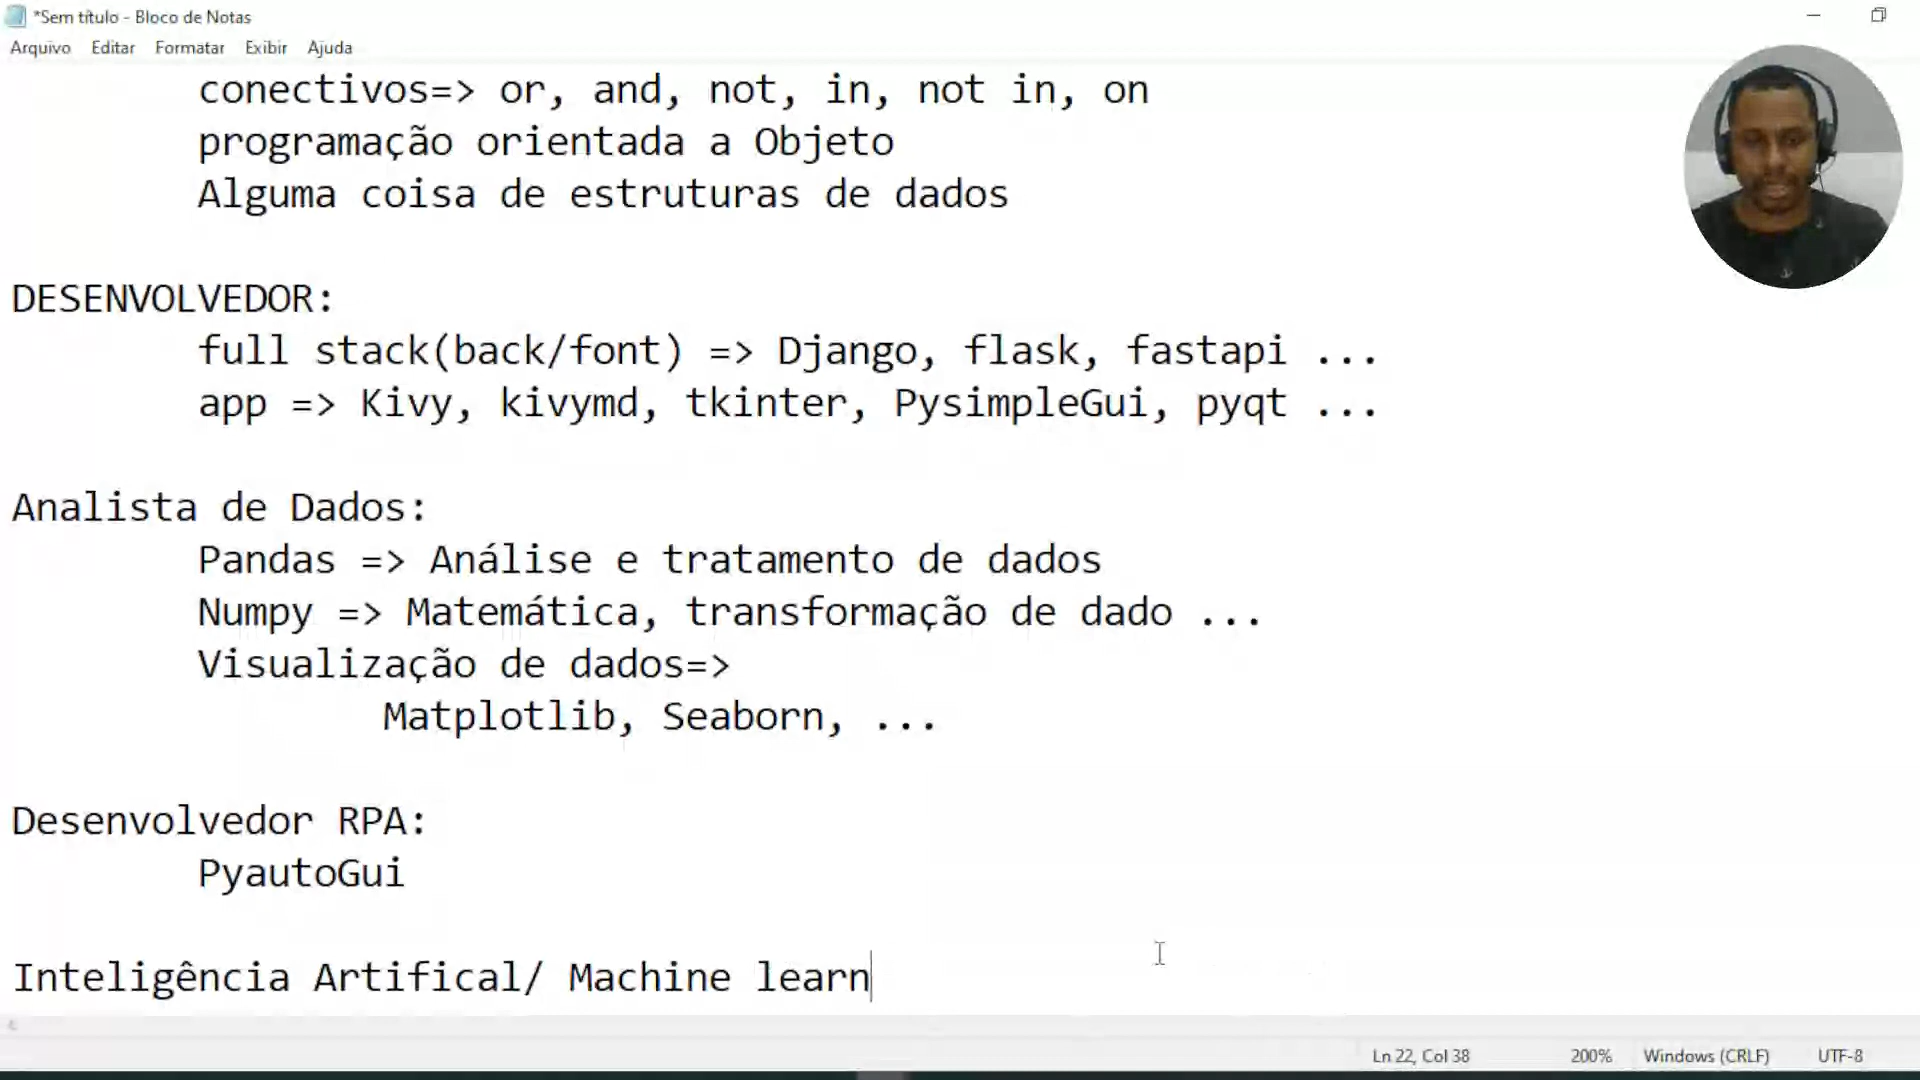 *Sem título - Bloco de Notas
Arquivo Editar Formatar Exibir Ajuda
conectivos=> or, and, not, in, not in, on
programação orientada a Objeto
Alguma coisa de estruturas de dados
DESENVOLVEDOR:
full stack(back/font) => Django, flask, fastapi ...
app => Kivy, kivymd, tkinter, PysimpleGui, pyqt ...
Analista de Dados:
Pandas => Análise e tratamento de dados
Numpy => Matemática, transformação de dado ...
Visualização de dados=>
Matplotlib, Seaborn, ...
Desenvolvedor RPA:
PyautoGui
Inteligência Artifical/ Machine learn
Ln 22, Col 38 200% Windows (CRLF) UTF-8